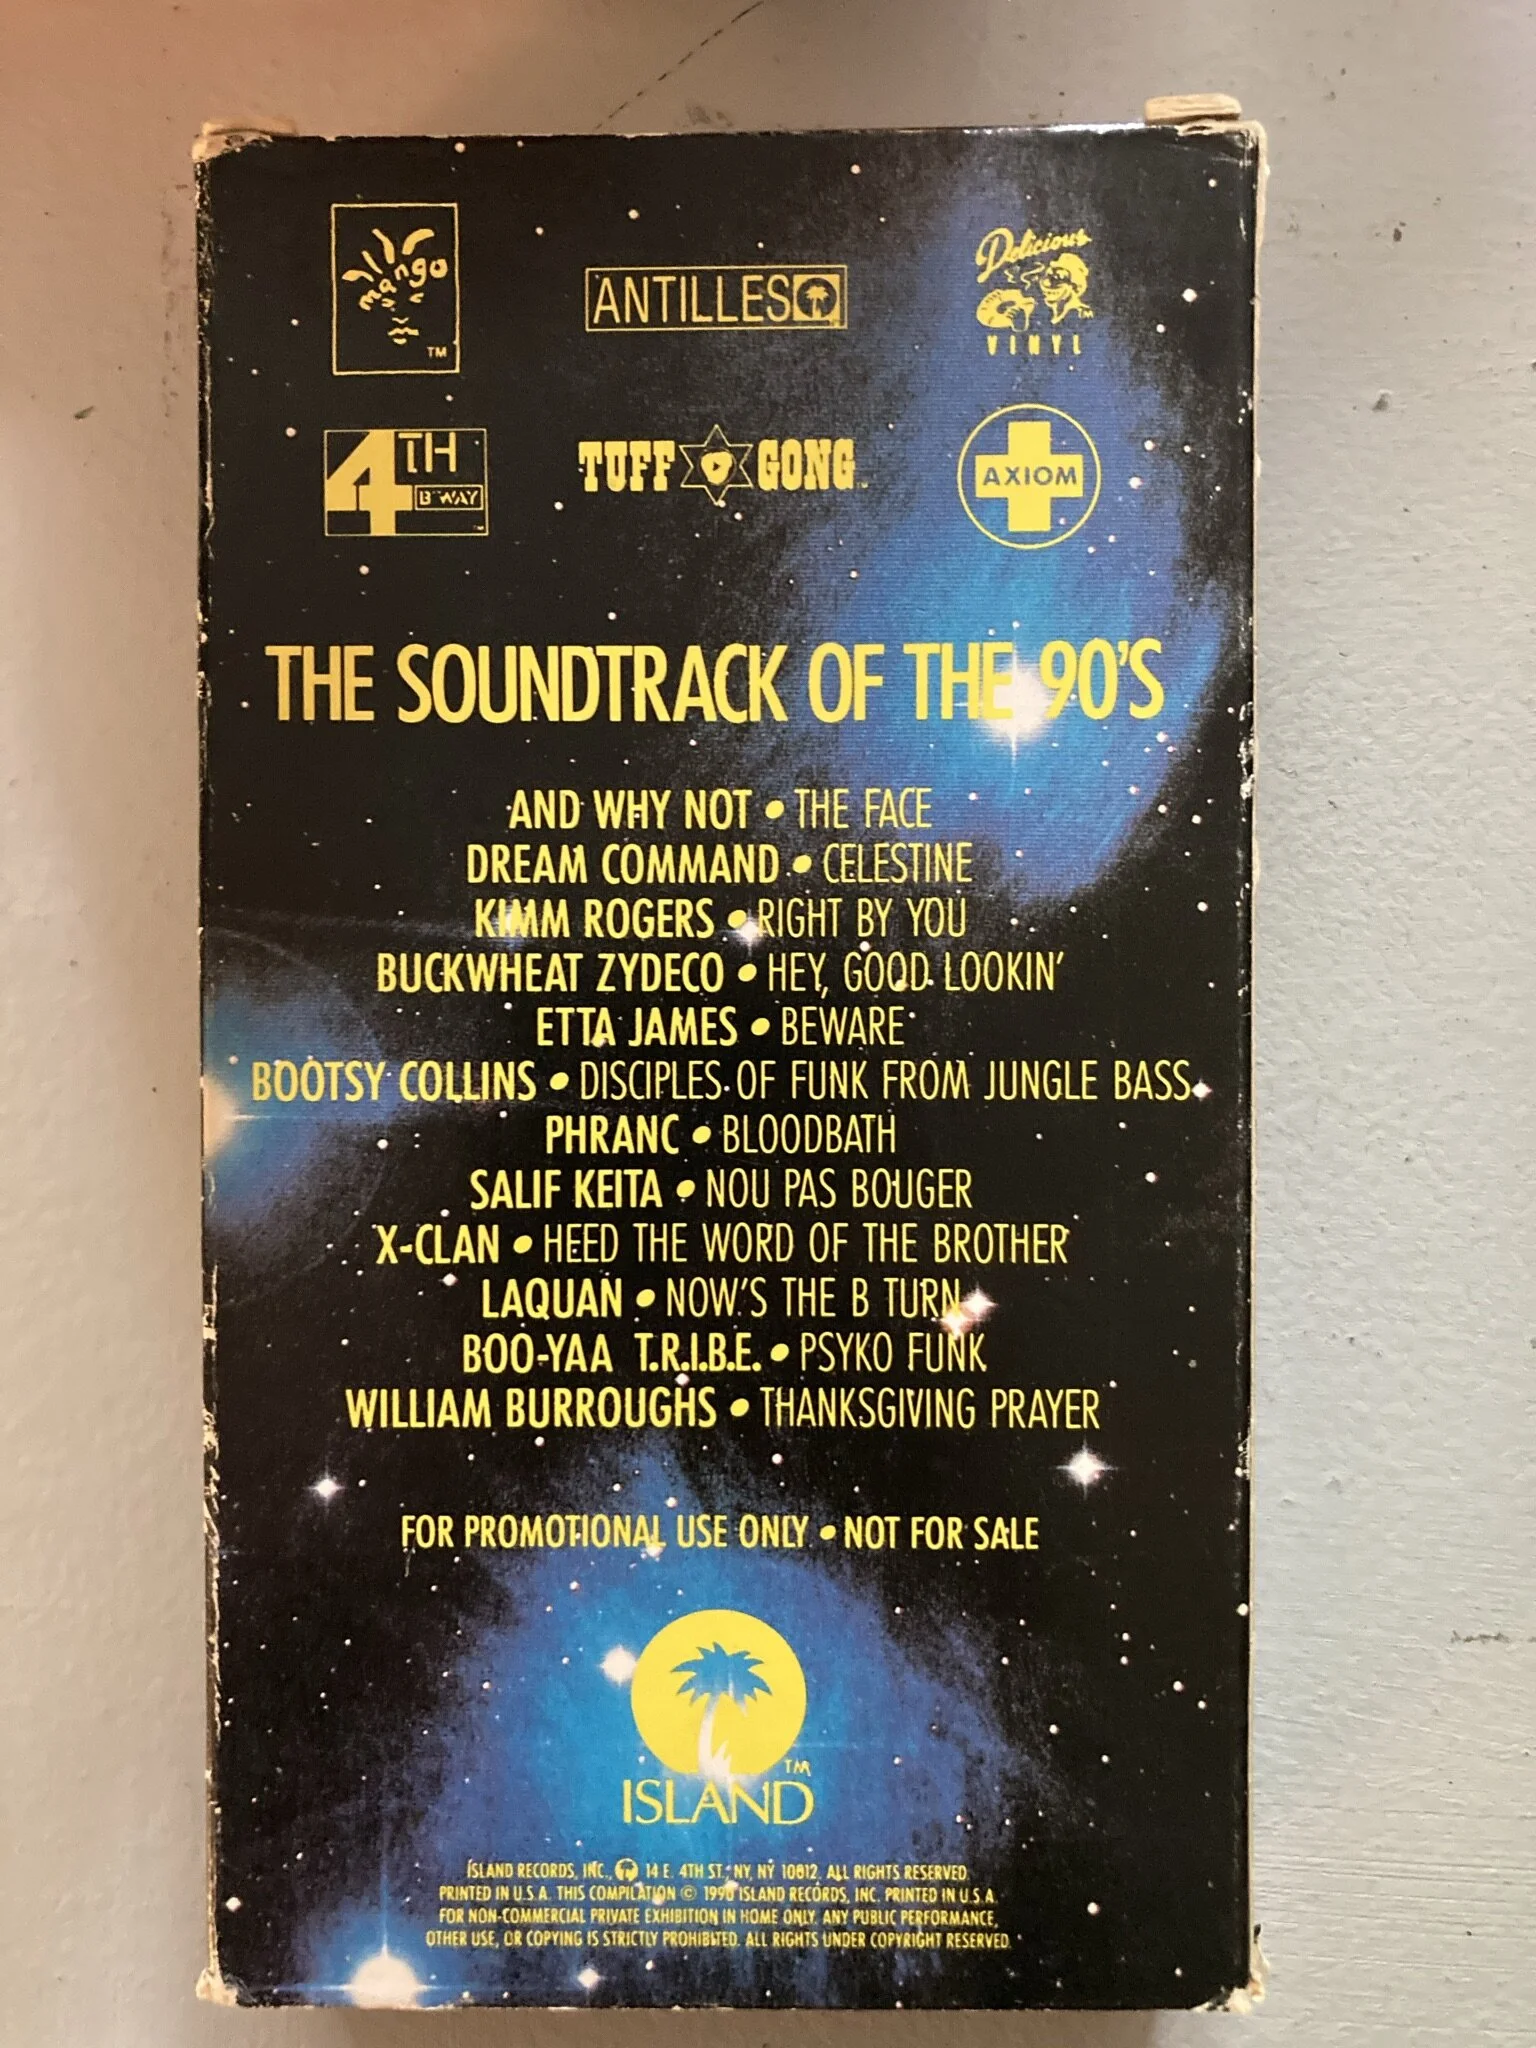 mango
TM
ANTILLES
Delicious
VINYL
TM
4TH
B'WAY
TUFF GONG
AXIOM
THE SOUNDTRACK OF THE 90'S
AND WHY NOT • THE FACE
DREAM COMMAND • CELESTINE
KIMM ROGERS • RIGHT BY YOU
BUCKWHEAT ZYDECO • HEY, GOOD LOOKIN'
ETTA JAMES • BEWARE
BOOTSY COLLINS • DISCIPLES OF FUNK FROM JUNGLE BASS
PHRANC • BLOODBATH
SALIF KEITA • NOU PAS BOUGER
X-CLAN • HEED THE WORD OF THE BROTHER
LAQUAN • NOW'S THE B TURN
BOO-YAA T.R.I.B.E. • PSYKO FUNK
WILLIAM BURROUGHS • THANKSGIVING PRAYER
FOR PROMOTIONAL USE ONLY • NOT FOR SALE
TM
ISLAND
ISLAND RECORDS, INC., 14 E. 4TH ST., NY, NY 10012. ALL RIGHTS RESERVED.
PRINTED IN U.S.A. THIS COMPILATION © 1990 ISLAND RECORDS, INC. PRINTED IN U.S.A.
FOR NON-COMMERCIAL PRIVATE EXHIBITION IN HOME ONLY. ANY PUBLIC PERFORMANCE,
OTHER USE, OR COPYING IS STRICTLY PROHIBITED. ALL RIGHTS UNDER COPYRIGHT RESERVED.